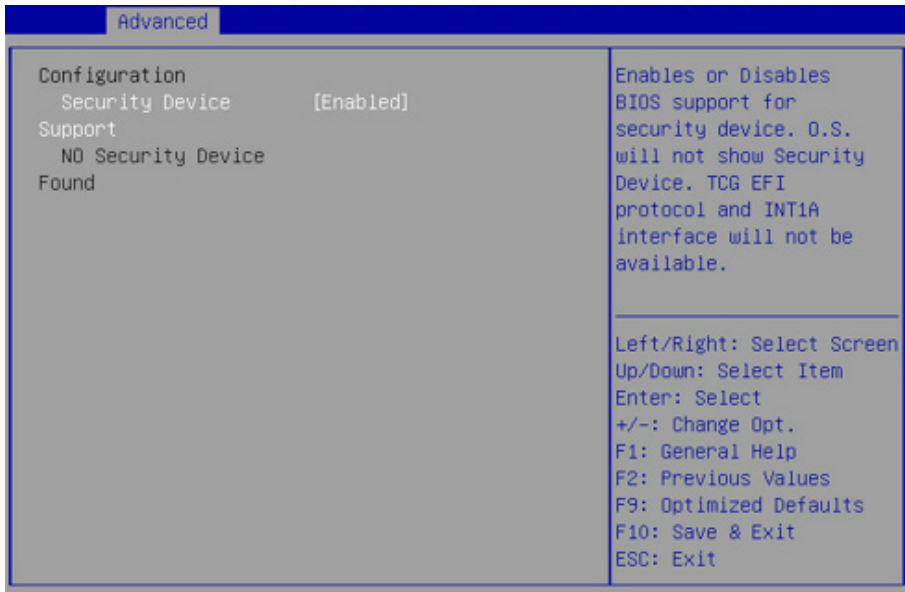 Advanced
Configuration
Security Device [Enabled]
Support
NO Security Device
Found
Enables or Disables
BIOS support for
security device. O.S.
will not show Security
Device. TCG EFI
protocol and INT1A
interface will not be
available.
Left/Right: Select Screen
Up/Down: Select Item
Enter: Select
+/-: Change Opt.
F1: General Help
F2: Previous Values
F9: Optimized Defaults
F10: Save & Exit
ESC: Exit